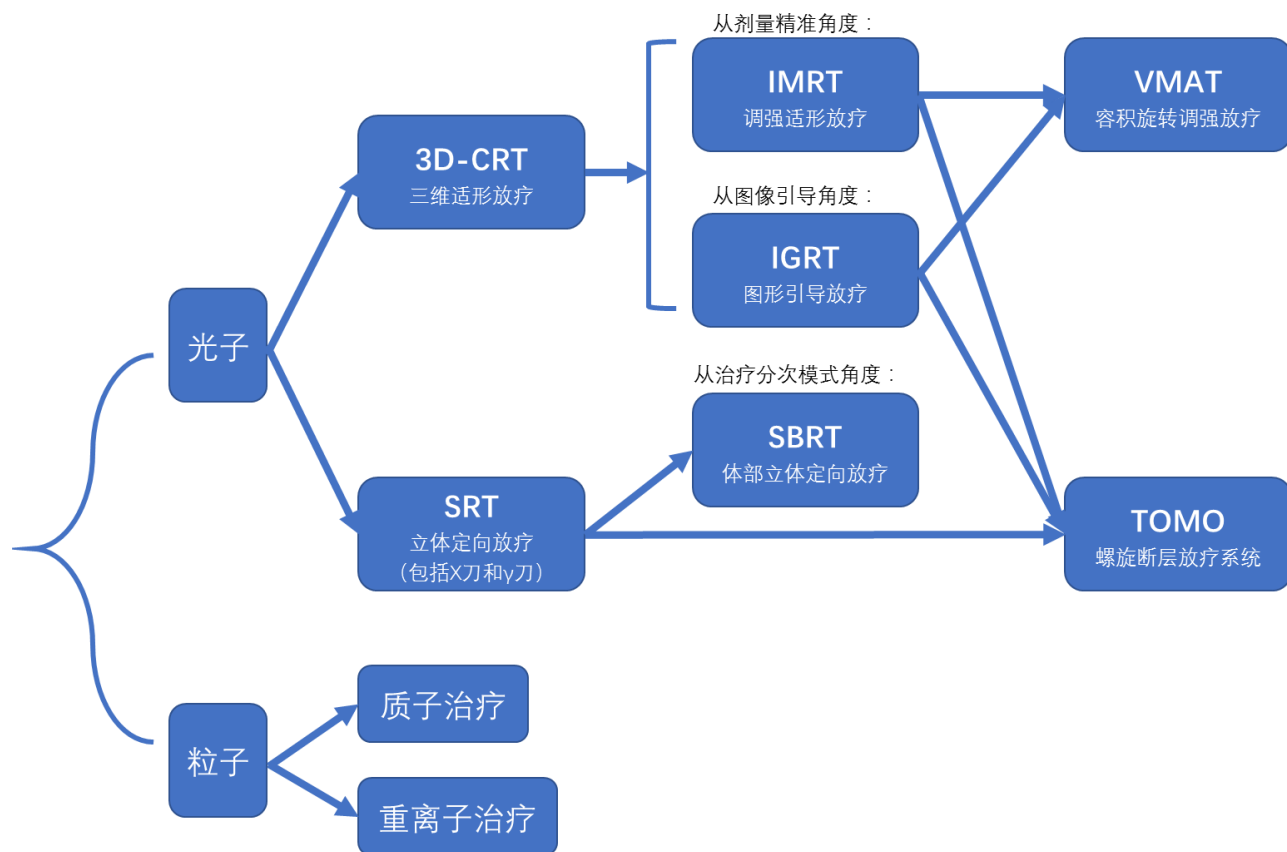 从剂量精准角度：
IMRT
调强适形放疗
VMAT
容积旋转调强放疗
3D-CRT
三维适形放疗
从图像引导角度：
IGRT
图形引导放疗
光子
从治疗分次模式角度：
SBRT
体部立体定向放疗
SRT
立体定向放疗
（包括X刀和γ刀）
TOMO
螺旋断层放疗系统
质子治疗
粒子
重离子治疗